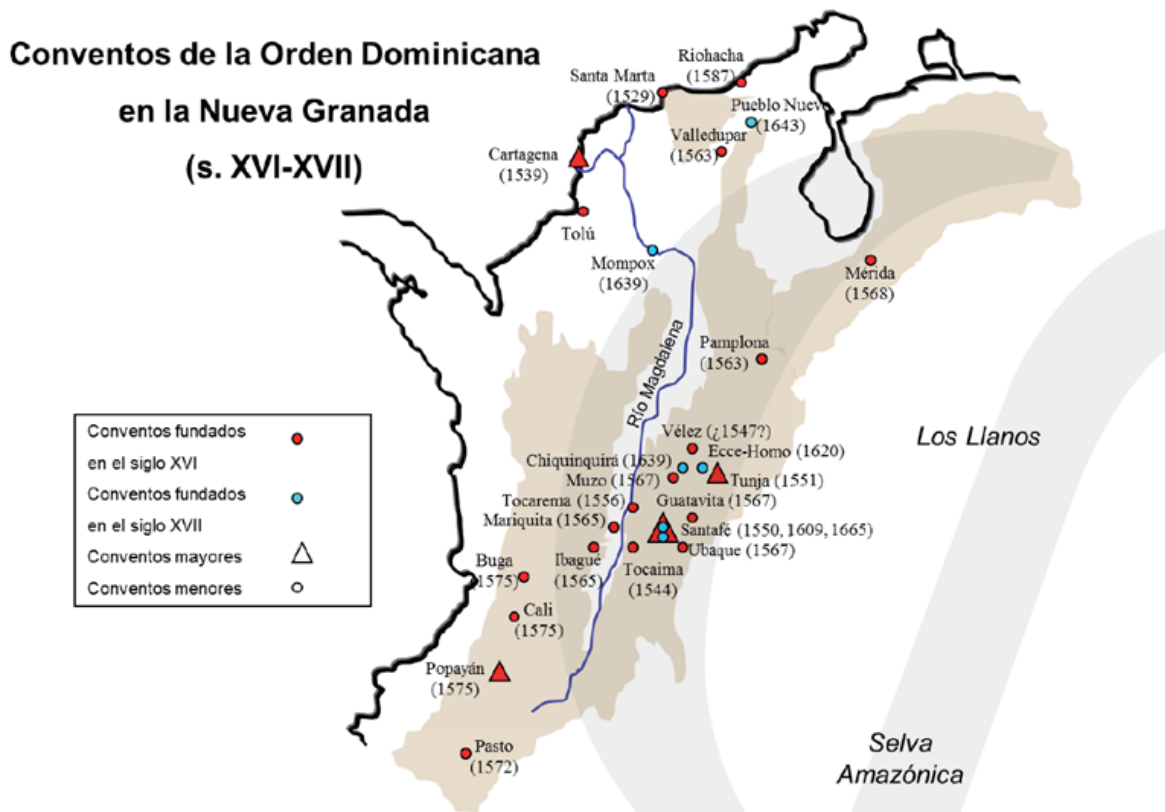 Conventos de la Orden Dominicana
en la Nueva Granada
(s. XVI-XVII)
Riohacha
(1587)
Santa Marta
(1529)
Pueblo Nuevo
(1643)
Valledupar
(1563)
Cartagena
(1539)
Tolú
Mompox
(1639)
Mérida
(1568)
Pamplona
(1563)
Río Magdalena
Vélez (¿1547?)
Ecce-Homo (1620)
Chiquinquirá (1639)
Muzo (1567)
Tunja (1551)
Tocarema (1556)
Guatavita (1567)
Mariquita (1565)
Santafé (1550, 1609, 1665)
Ubaque (1567)
Ibagué
(1565)
Tocaima
(1544)
Buga
(1575)
Cali
(1575)
Popayán
(1575)
Pasto
(1572)
Los Llanos
Selva
Amazónica
Conventos fundados
en el siglo XVI
Conventos fundados
en el siglo XVII
Conventos mayores
Conventos menores